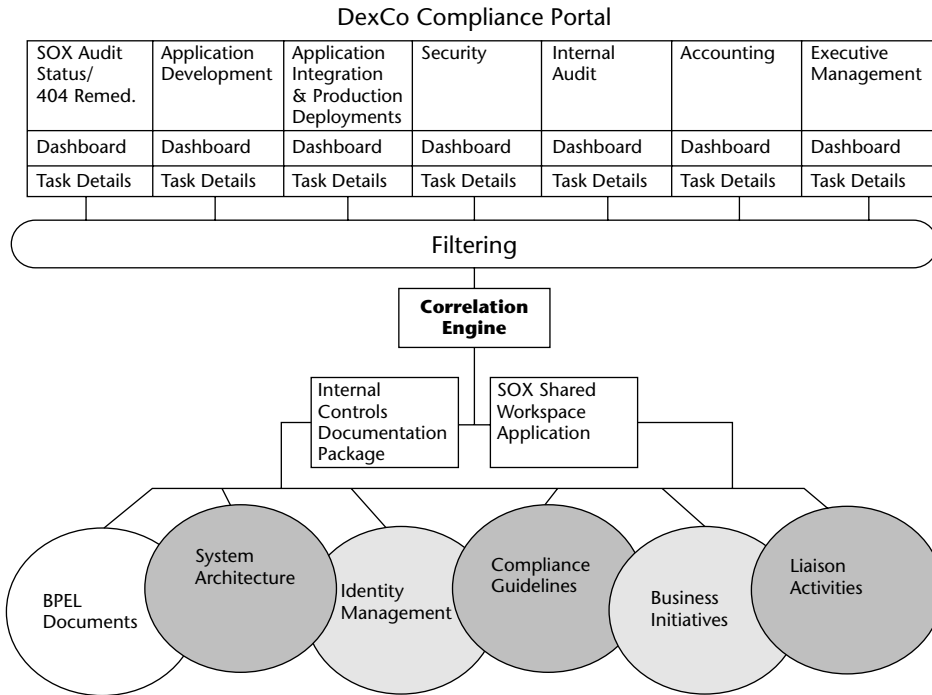 DexCo Compliance Portal
SOX Audit
Status/
404 Remed.
Application
Development
Application
Integration
& Production
Deployments
Security
Internal
Audit
Accounting
Executive
Management
Dashboard
Dashboard
Dashboard
Dashboard
Dashboard
Dashboard
Dashboard
Task Details
Task Details
Task Details
Task Details
Task Details
Task Details
Task Details
Filtering
Correlation
Engine
Internal
Controls
Documentation
Package
SOX Shared
Workspace
Application
BPEL
Documents
System
Architecture
Identity
Management
Compliance
Guidelines
Business
Initiatives
Liaison
Activities